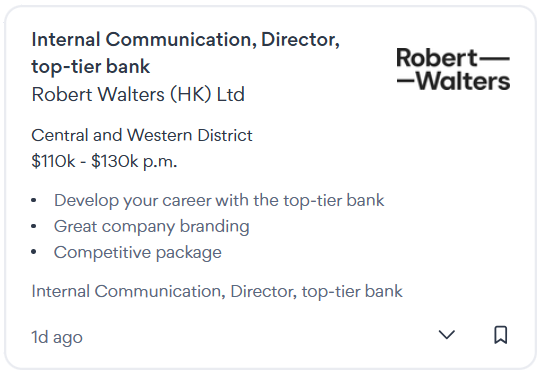 Internal Communication, Director,
top-tier bank
Robert Walters (HK) Ltd
Robert—
—Walters
Central and Western District
$110k - $130k p.m.
• Develop your career with the top-tier bank
• Great company branding
• Competitive package
Internal Communication, Director, top-tier bank
1d ago